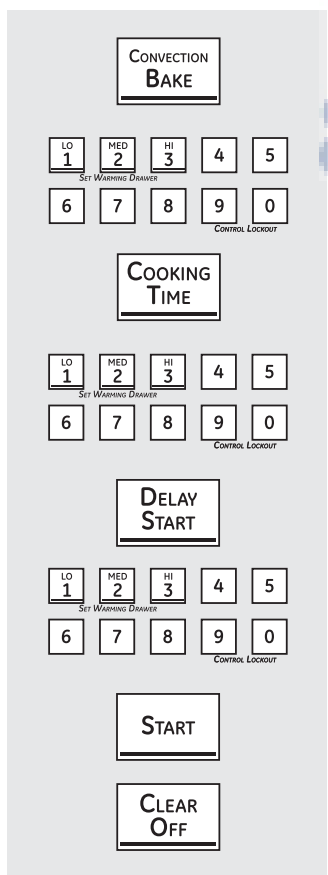 CONVECTION
BAKE
LO MED HI
1 2 3 4 5
SET WARMING DRAWER
6 7 8 9 0
CONTROL LOCKOUT
COOKING
TIME
LO MED HI
1 2 3 4 5
SET WARMING DRAWER
6 7 8 9 0
CONTROL LOCKOUT
DELAY
START
LO MED HI
1 2 3 4 5
SET WARMING DRAWER
6 7 8 9 0
CONTROL LOCKOUT
START
CLEAR
OFF